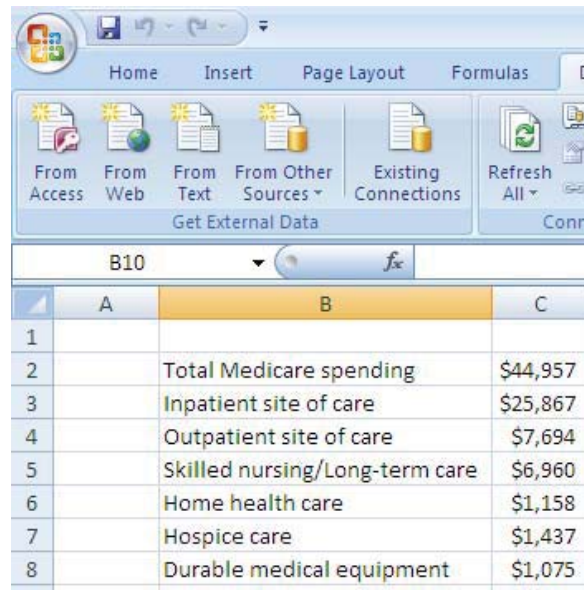 Home Insert Page Layout Formulas
From Access
From Web
From Text
From Other Sources
Existing Connections
Refresh All
Get External Data
B10 fx
A B C
1
2 Total Medicare spending $44,957
3 Inpatient site of care $25,867
4 Outpatient site of care $7,694
5 Skilled nursing/Long-term care $6,960
6 Home health care $1,158
7 Hospice care $1,437
8 Durable medical equipment $1,075